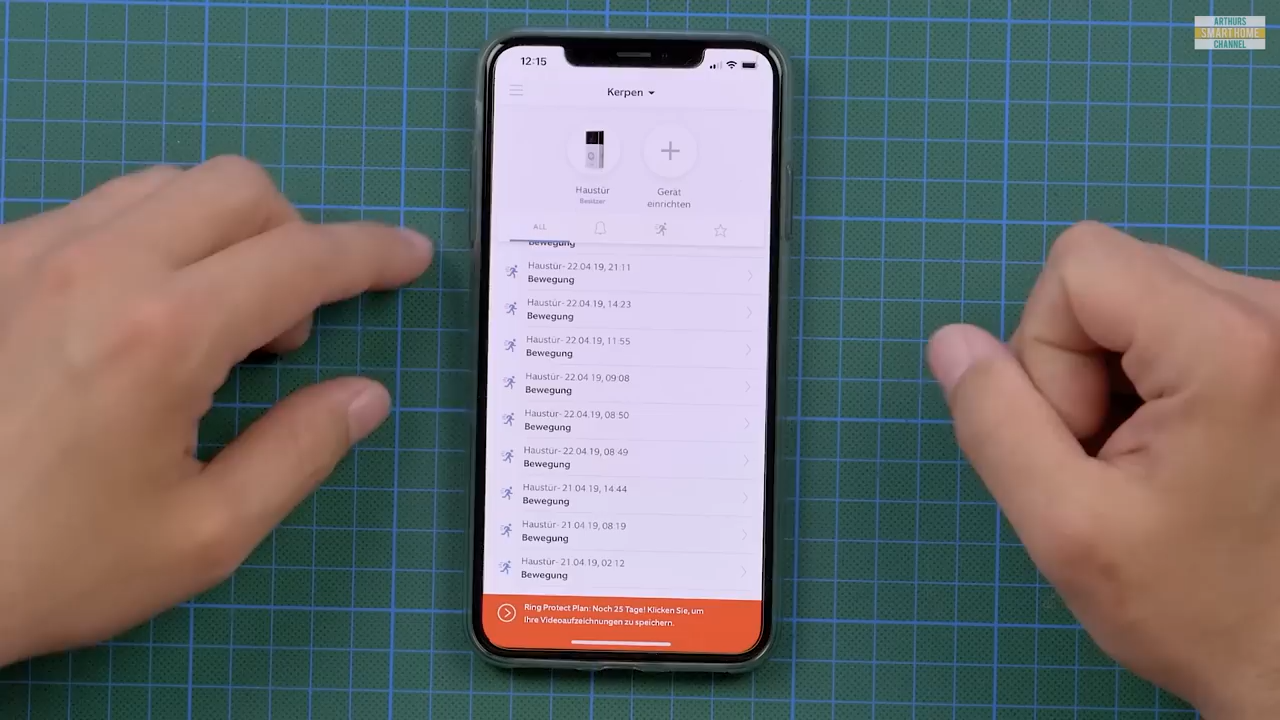 ARTHURS
SMARTHOME
CHANNEL
12:15
Kerpen
Haustür
Besitzer
Gerät
einrichten
ALL
Bewegung
Haustür- 22.04.19, 21:11
Bewegung
Haustür- 22.04.19, 14:23
Bewegung
Haustür- 22.04.19, 11:55
Bewegung
Haustür- 22.04.19, 09:08
Bewegung
Haustür- 22.04.19, 08:50
Bewegung
Haustür- 22.04.19, 08:49
Bewegung
Haustür- 21.04.19, 14:44
Bewegung
Haustür- 21.04.19, 08:19
Bewegung
Haustür- 21.04.19, 02:12
Bewegung
Ring Protect Plan: Noch 25 Tage! Klicken Sie, um
Ihre Videoaufzeichnungen zu speichern.